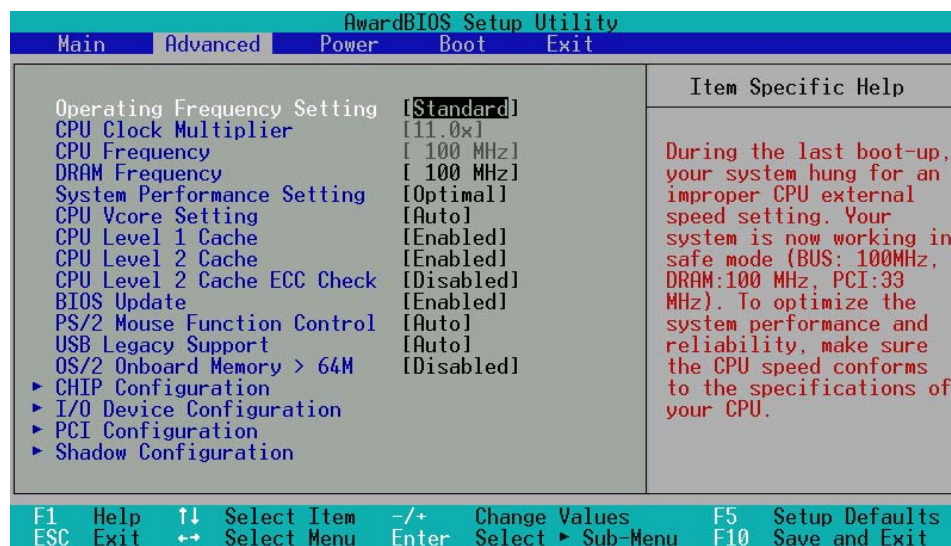 AwardBIOS Setup Utility
Main Advanced Power Boot Exit
Operating Frequency Setting [Standard]
CPU Clock Multiplier [11.0x]
CPU Frequency [ 100 MHz]
DRAM Frequency [ 100 MHz]
System Performance Setting [Optimal]
CPU Vcore Setting [Auto]
CPU Level 1 Cache [Enabled]
CPU Level 2 Cache [Enabled]
CPU Level 2 Cache ECC Check [Disabled]
BIOS Update [Enabled]
PS/2 Mouse Function Control [Auto]
USB Legacy Support [Auto]
OS/2 Onboard Memory > 64M [Disabled]
► CHIP Configuration
► I/O Device Configuration
► PCI Configuration
► Shadow Configuration
Item Specific Help
During the last boot-up,
your system hung for an
improper CPU external
speed setting. Your
system is now working in
safe mode (BUS: 100MHz,
DRAM:100 MHz, PCI:33
MHz). To optimize the
system performance and
reliability, make sure
the CPU speed conforms
to the specifications of
your CPU.
F1 Help ↑↓ Select Item -/+ Change Values F5 Setup Defaults
ESC Exit ←→ Select Menu Enter Select ► Sub-Menu F10 Save and Exit